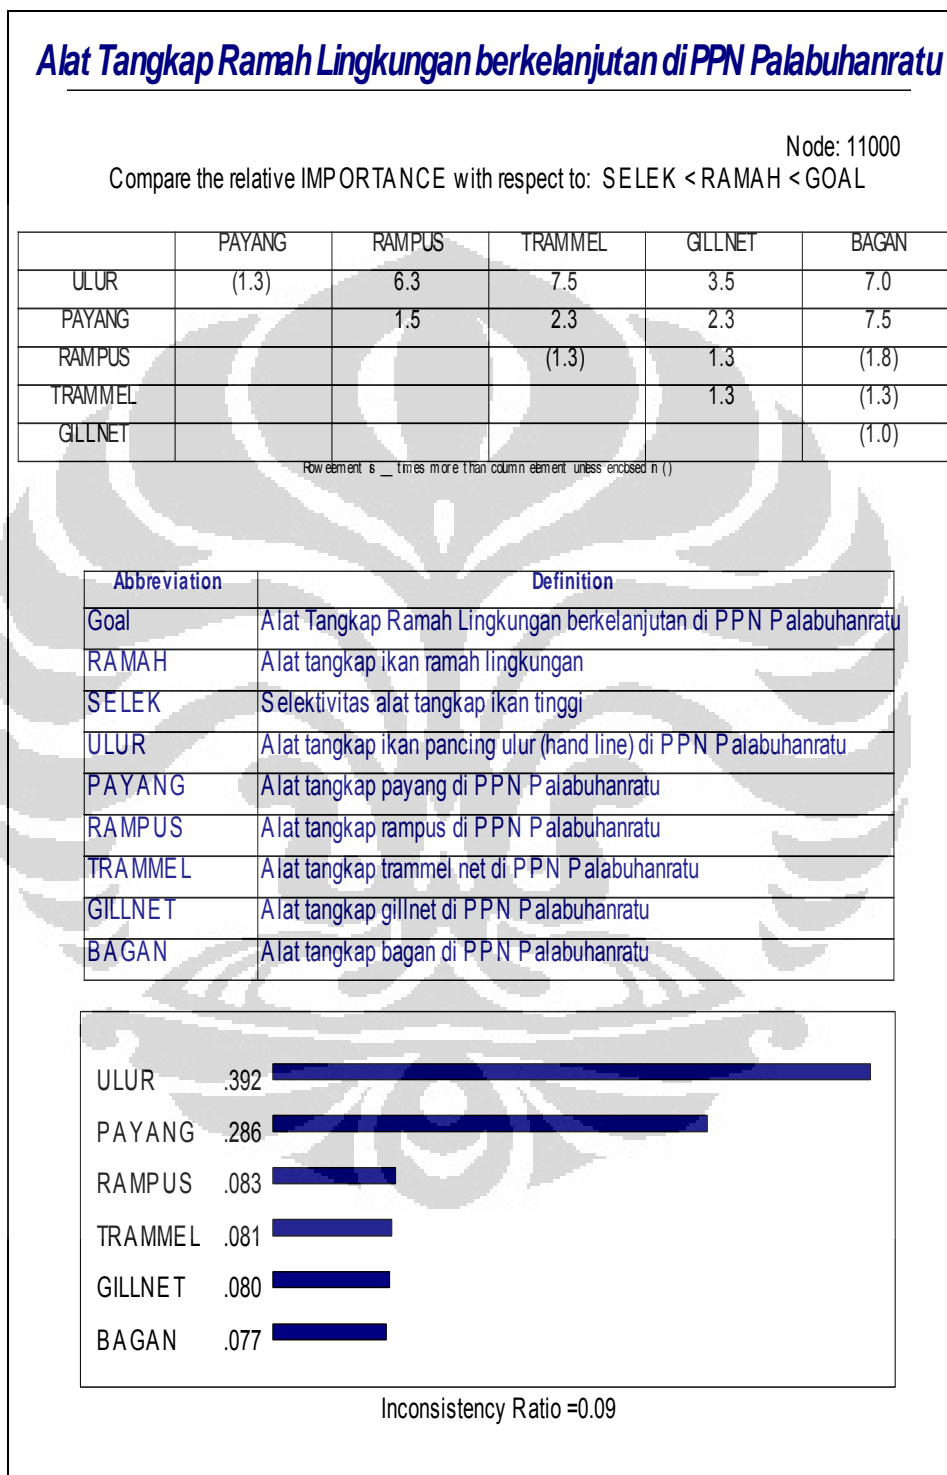 Alat Tangkap Ramah Lingkungan berkelanjutan di PPN Palabuhanratu
Node: 11000
Compare the relative IMPORTANCE with respect to: SELEK < RAMAH < GOAL
PAYANG RAMPUS TRAMMEL GILLNET BAGAN
ULUR (1.3) 6.3 7.5 3.5 7.0
PAYANG 1.5 2.3 2.3 7.5
RAMPUS (1.3) 1.3 (1.8)
TRAMMEL 1.3 (1.3)
GILLNET (1.0)
Row element is __ times more than column element unless enclosed in ()
Abbreviation Definition
Goal Alat Tangkap Ramah Lingkungan berkelanjutan di PPN Palabuhanratu
RAMAH Alat tangkap ikan ramah lingkungan
SELEK Selektivitas alat tangkap ikan tinggi
ULUR Alat tangkap ikan pancing ulur (hand line) di PPN Palabuhanratu
PAYANG Alat tangkap payang di PPN Palabuhanratu
RAMPUS Alat tangkap rampus di PPN Palabuhanratu
TRAMMEL Alat tangkap trammel net di PPN Palabuhanratu
GILLNET Alat tangkap gillnet di PPN Palabuhanratu
BAGAN Alat tangkap bagan di PPN Palabuhanratu
ULUR .392
PAYANG .286
RAMPUS .083
TRAMMEL .081
GILLNET .080
BAGAN .077
Inconsistency Ratio =0.09